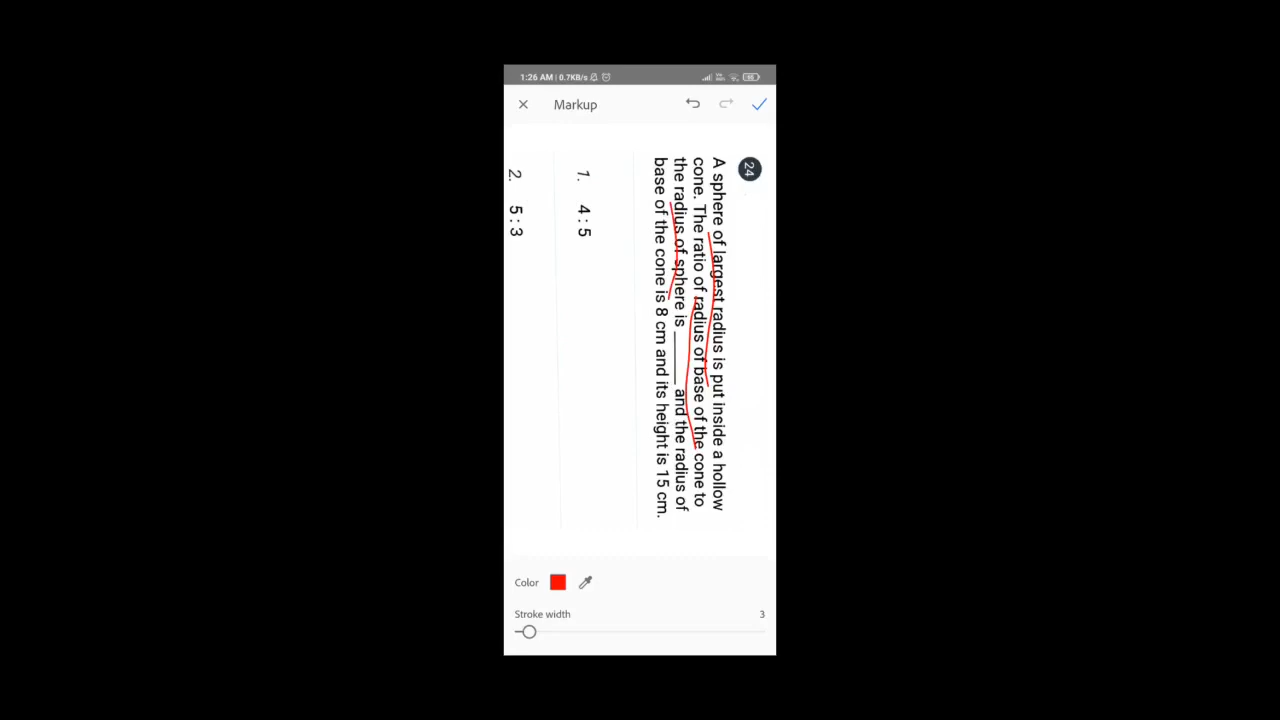 1:26 AM | 0.7KB/s
Markup
24
A sphere of largest radius is put inside a hollow
cone. The ratio of radius of base of the cone to
the radius of sphere is ______ and the radius of
base of the cone is 8 cm and its height is 15 cm.
1. 4 : 5
2. 5 : 3
Color
Stroke width 3